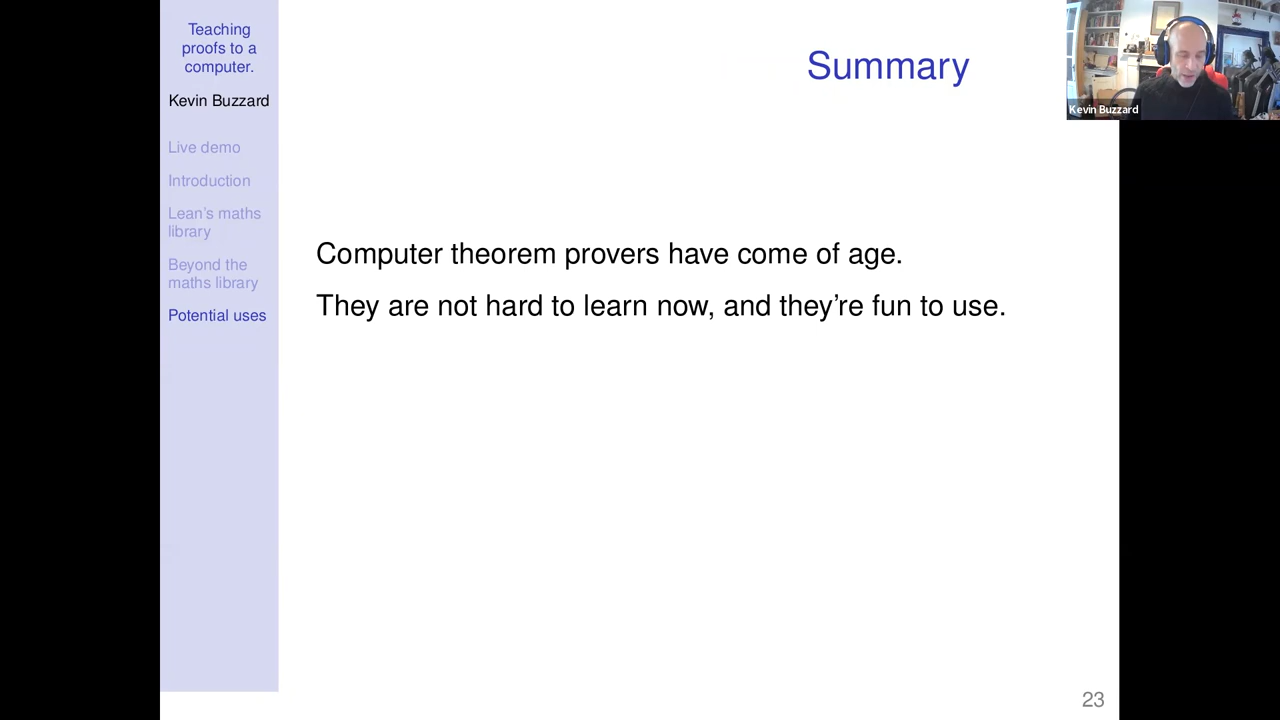 Teaching
proofs to a
computer.
Kevin Buzzard
Live demo
Introduction
Lean's maths
library
Beyond the
maths library
Potential uses
Summary
Computer theorem provers have come of age.
They are not hard to learn now, and they're fun to use.
23
Kevin Buzzard